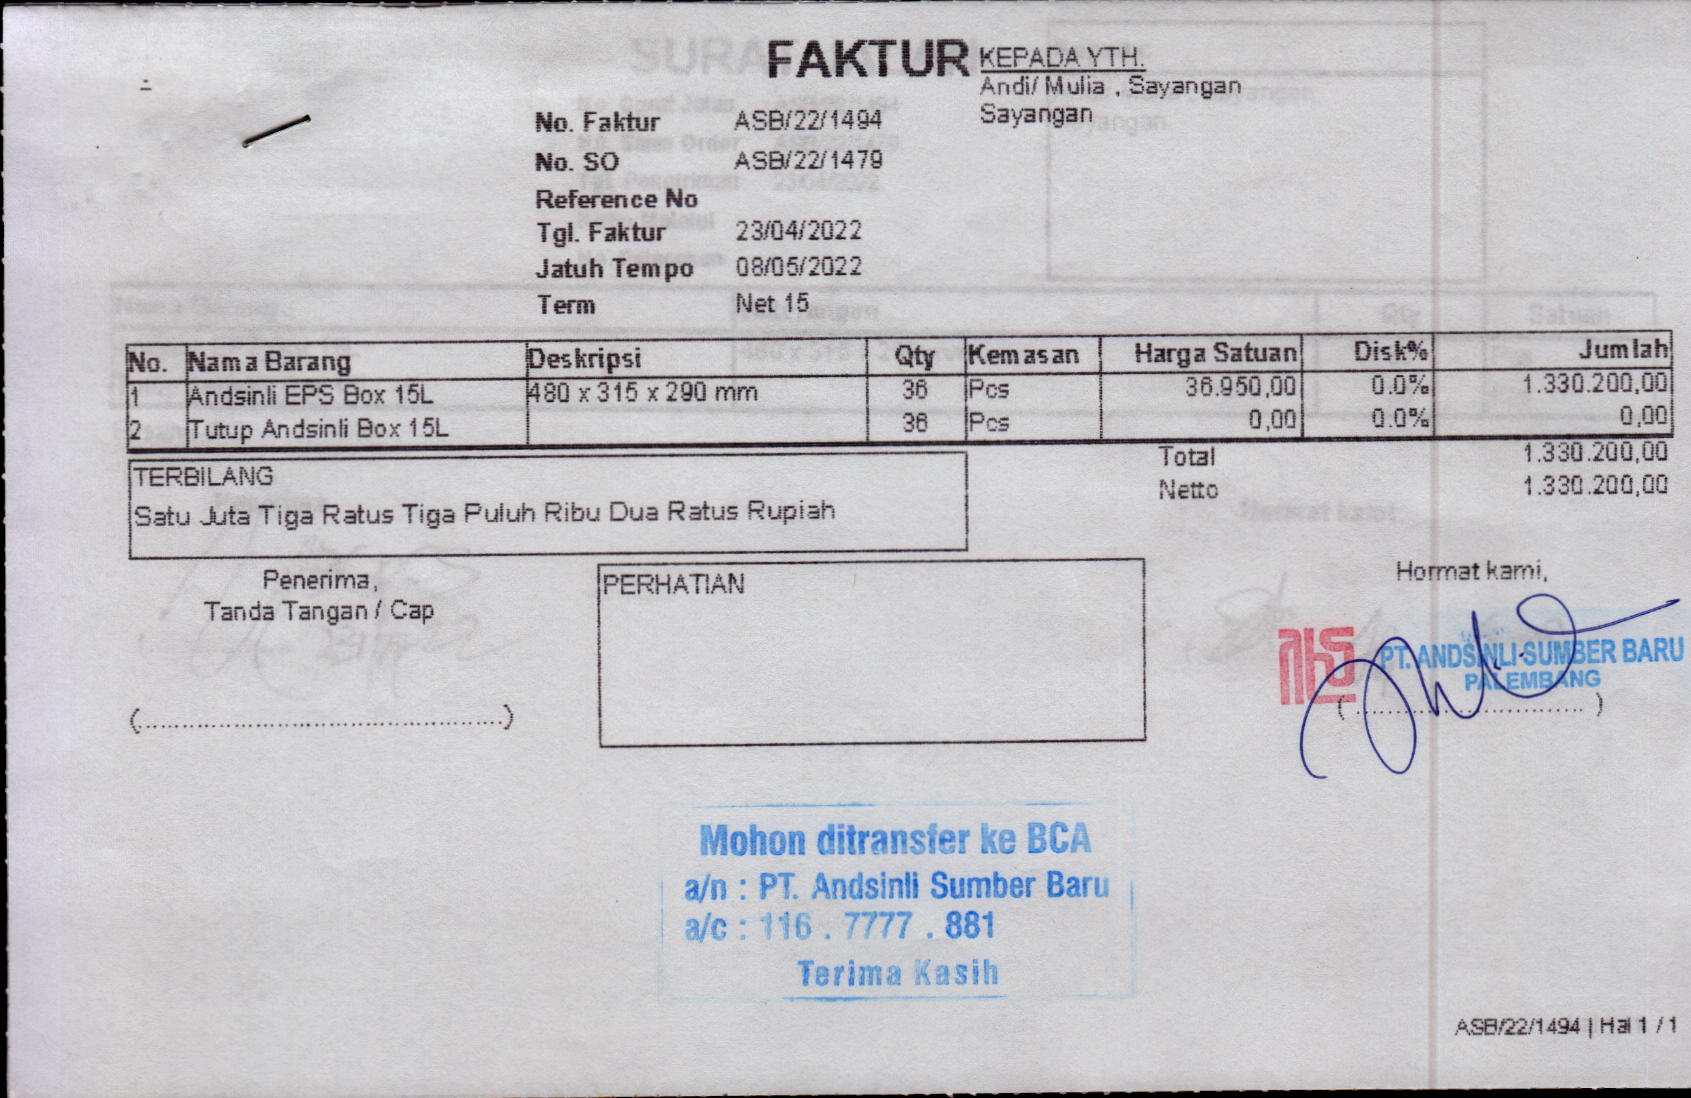 FAKTUR
KEPADA YTH.
Andi/ Mulia , Sayangan
Sayangan
No. Faktur ASB/22/1494
No. SO ASB/22/1479
Reference No
Tgl. Faktur 23/04/2022
Jatuh Tempo 08/05/2022
Term Net 15
No. Nama Barang Deskripsi Qty Kemasan Harga Satuan Disk% Jumlah
1 Andsinli EPS Box 15L 480 x 315 x 290 mm 36 Pcs 36.950,00 0.0% 1.330.200,00
2 Tutup Andsinli Box 15L 36 Pcs 0,00 0.0% 0,00
Total 1.330.200,00
Netto 1.330.200,00
TERBILANG
Satu Juta Tiga Ratus Tiga Puluh Ribu Dua Ratus Rupiah
Penerima,
Tanda Tangan / Cap
(............................................)
PERHATIAN
Hormat kami,
PT. ANDSINLI SUMBER BARU
PALEMBANG
(............................)
Mohon ditransfer ke BCA
a/n : PT. Andsinli Sumber Baru
a/c : 116 . 7777 . 881
Terima Kasih
ASB/22/1494 | Hal 1 / 1